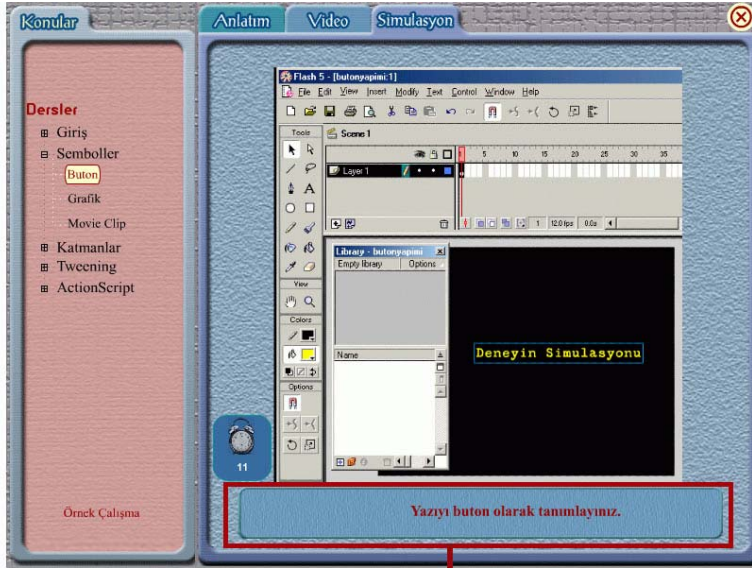 Konular
Anlatım
Video
Simulasyon
Dersler
Giriş
Semboller
Buton
Grafik
Movie Clip
Katmanlar
Tweening
ActionScript
Örnek Çalışma
Flash 5 - [butonyapimi:1]
File Edit View Insert Modify Text Control Window Help
Tools
Scene 1
1 5 10 15 20 25 30 35
Layer 1
1 12.0 fps 0.0s
Library - butonyapimi
Empty library Options
Name
View
Colors
Options
Deneyin Simulasyonu
11
Yazıyı buton olarak tanımlayınız.